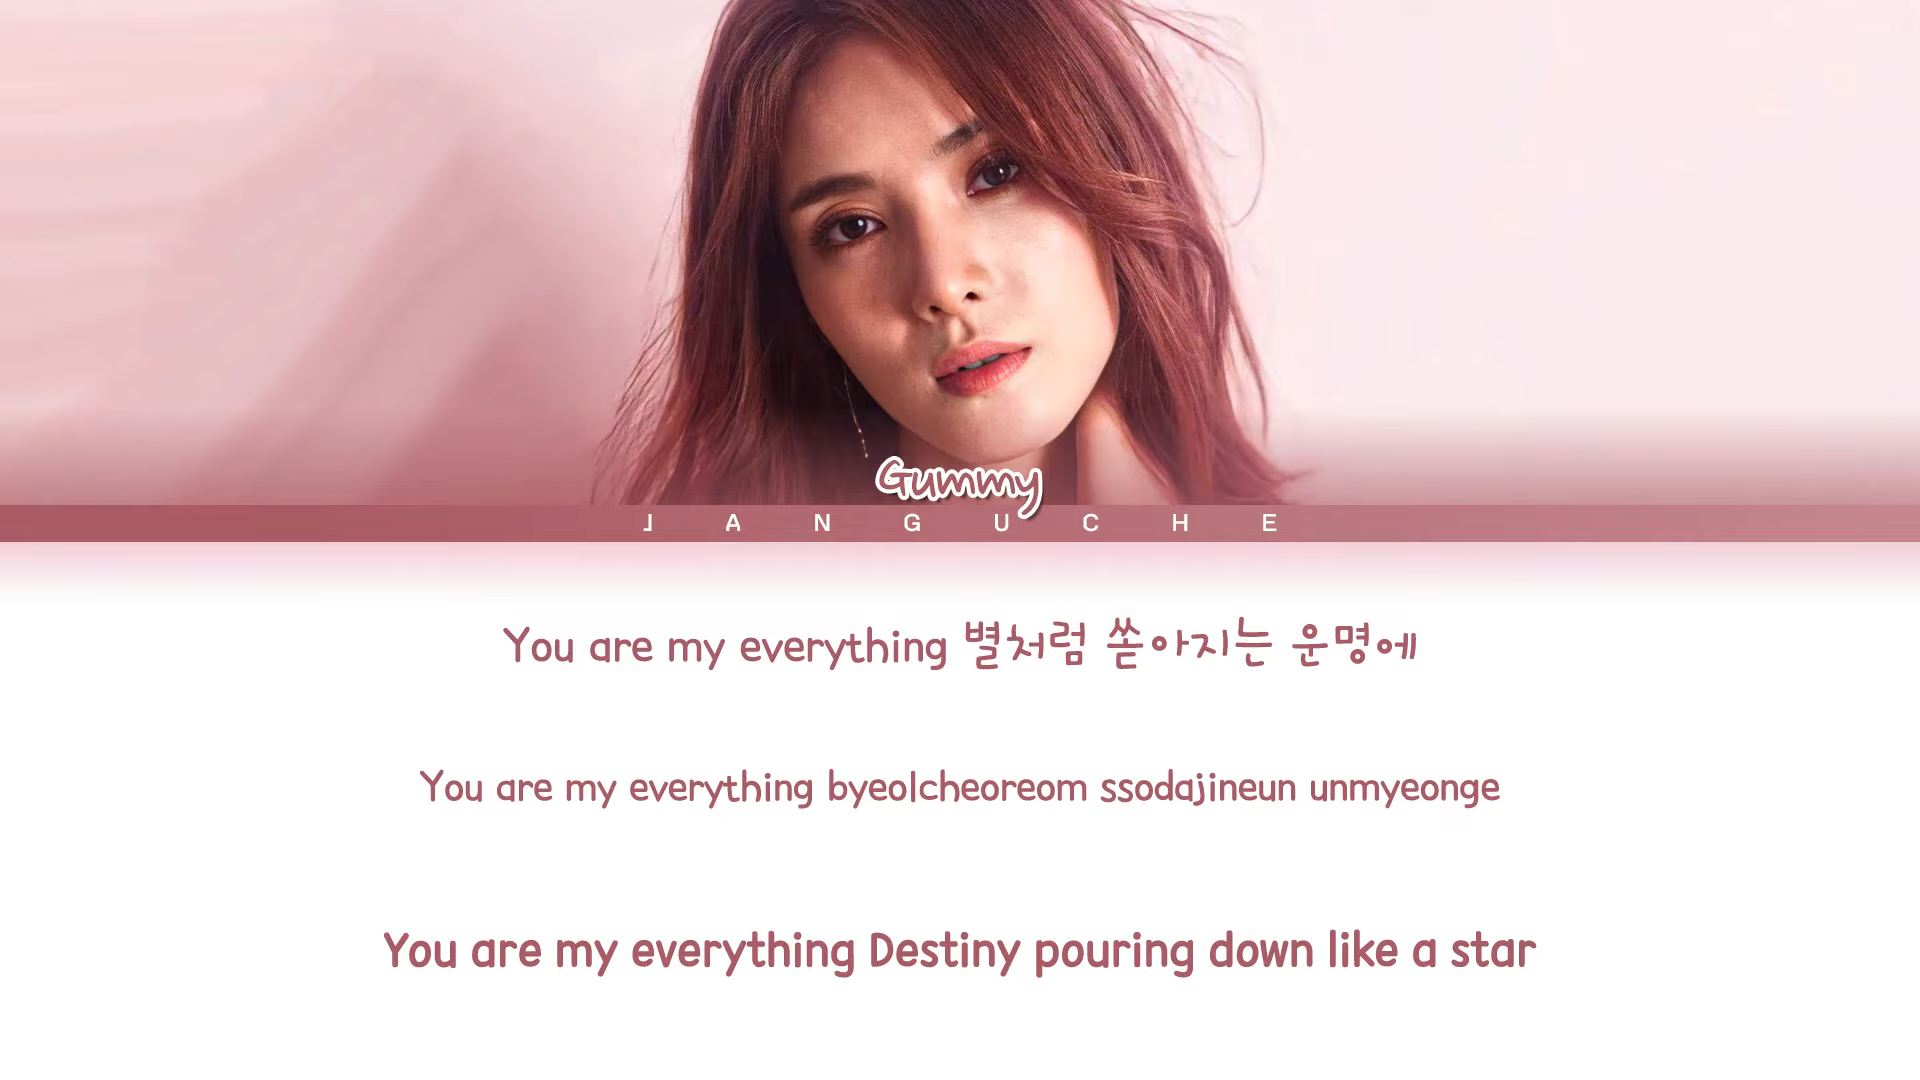 Gummy
JANGUCHE
You are my everything 별처럼 쏟아지는 운명에
You are my everything byeolcheoreom ssodajineun unmyeonge
You are my everything Destiny pouring down like a star